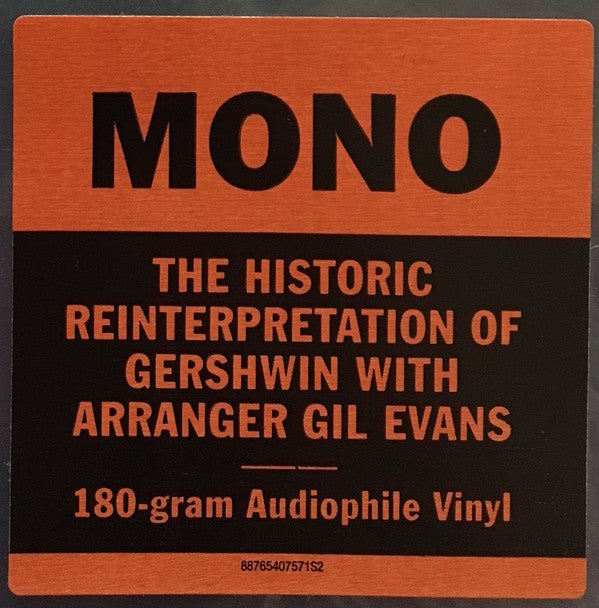 MONO
THE HISTORIC
REINTERPRETATION OF
GERSHWIN WITH
ARRANGER GIL EVANS
180-gram Audiophile Vinyl
88765407571S2